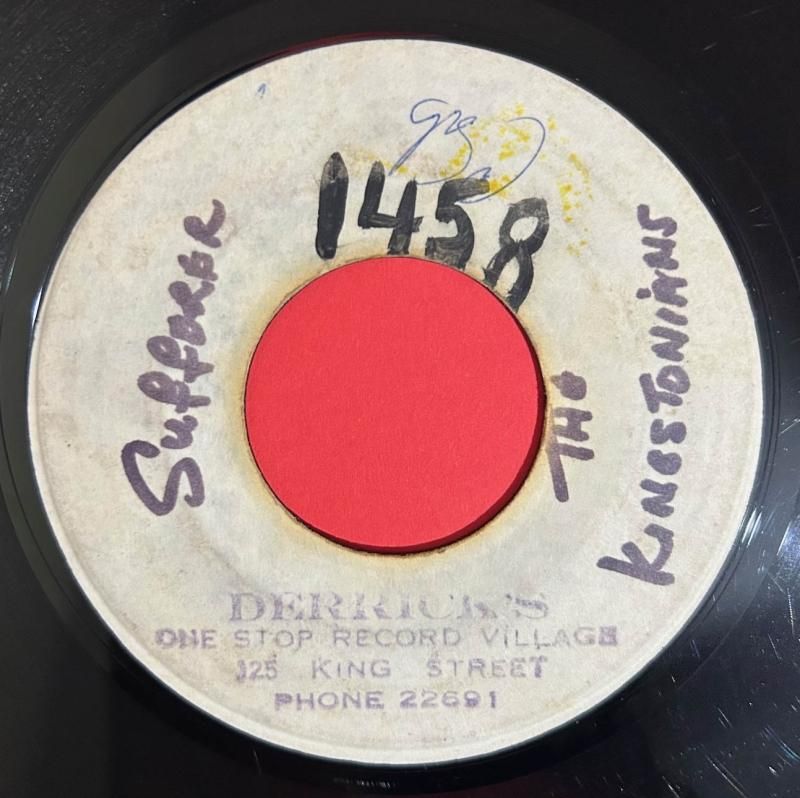 1458
Sufferer
The
Kingstonians
DERRICK'S
ONE STOP RECORD VILLAGE
125 KING STREET
PHONE 22691